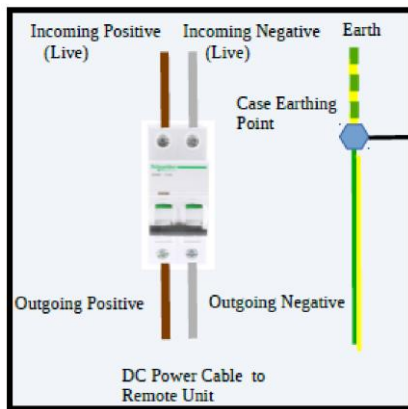 Incoming Positive Incoming Negative Earth
(Live) (Live)
Case Earthing
Point
Schneider
Outgoing Positive Outgoing Negative
DC Power Cable to
Remote Unit